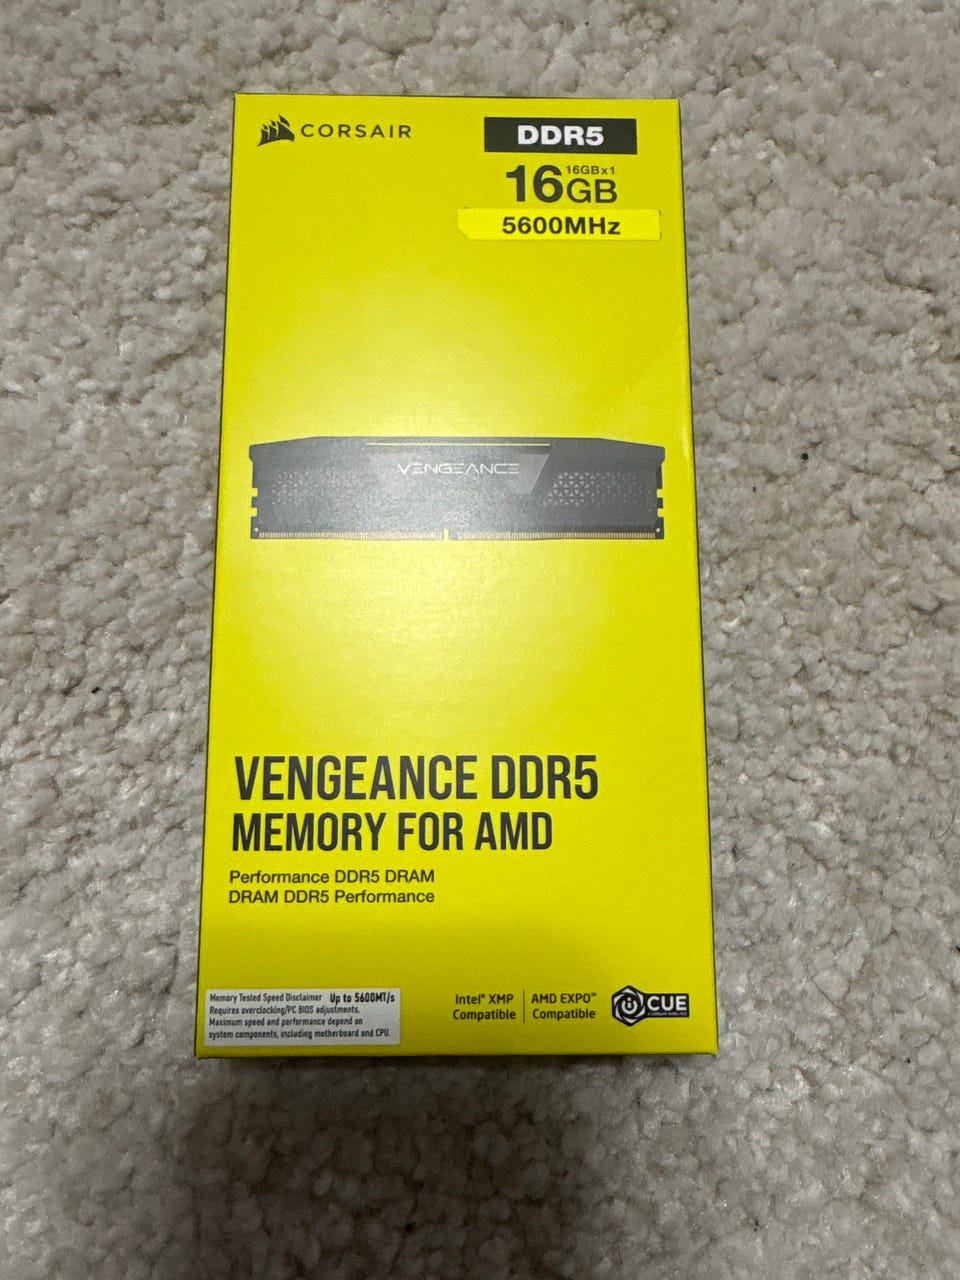 CORSAIR
DDR5
16GBx1
16GB
5600MHz
VENGEANCE
VENGEANCE DDR5
MEMORY FOR AMD
Performance DDR5 DRAM
DRAM DDR5 Performance
Memory Tested Speed Disclaimer Up to 5600MT/s
Requires overclocking/PC BIOS adjustments.
Maximum speed and performance depend on
system components, including motherboard and CPU.
Intel® XMP
Compatible
AMD EXPO™
Compatible
iCUE